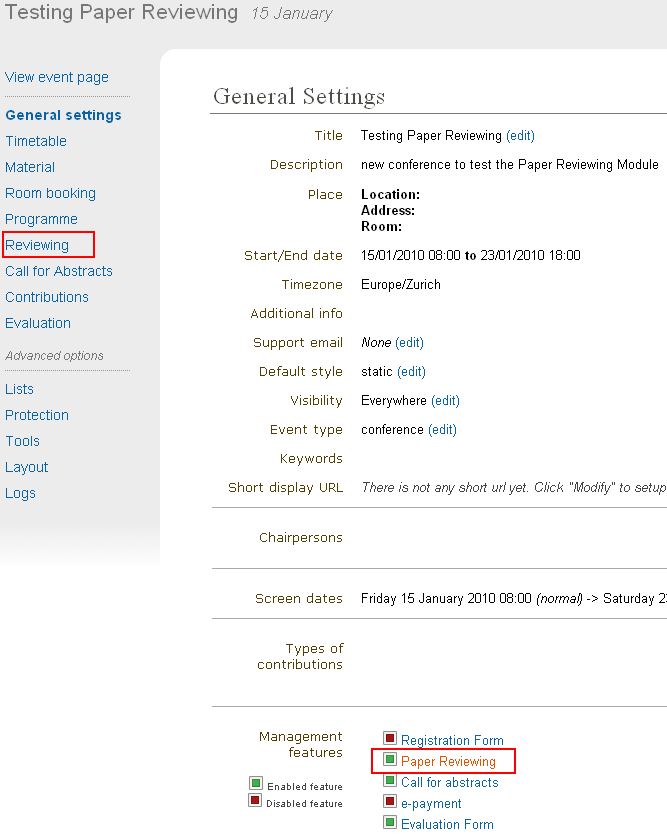 Testing Paper Reviewing 15 January
View event page
General settings
Timetable
Material
Room booking
Programme
Reviewing
Call for Abstracts
Contributions
Evaluation
Advanced options
Lists
Protection
Tools
Layout
Logs
General Settings
Title Testing Paper Reviewing (edit)
Description new conference to test the Paper Reviewing Module
Place Location:
Address:
Room:
Start/End date 15/01/2010 08:00 to 23/01/2010 18:00
Timezone Europe/Zurich
Additional info
Support email None (edit)
Default style static (edit)
Visibility Everywhere (edit)
Event type conference (edit)
Keywords
Short display URL There is not any short url yet. Click "Modify" to setup
Chairpersons
Screen dates Friday 15 January 2010 08:00 (normal) -> Saturday 23
Types of
contributions
Management
features
Enabled feature
Disabled feature
Registration Form
Paper Reviewing
Call for abstracts
e-payment
Evaluation Form